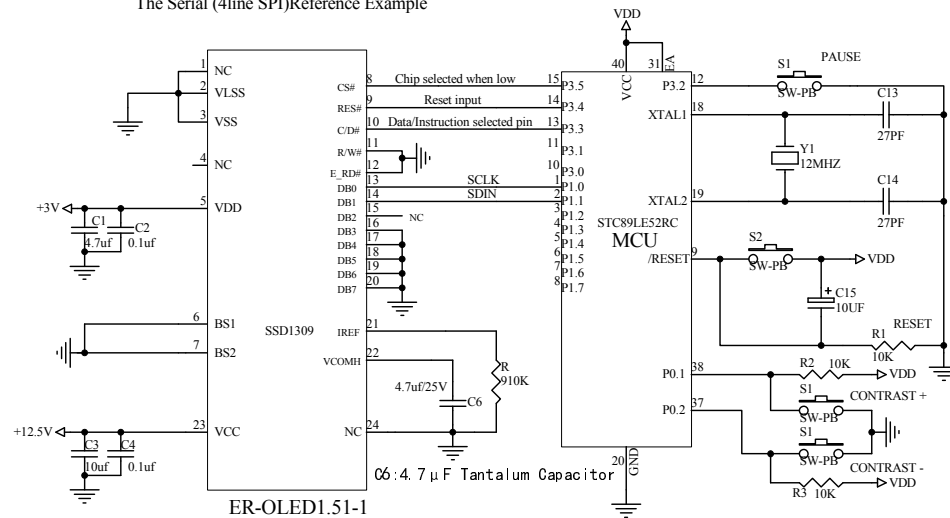 The Serial (4line SPI)Reference Example
VDD
1 NC
2 VLSS
3 VSS
4 NC
5 VDD
+3V
C1
4.7uf
C2
0.1uf
6 BS1
7 BS2
23 VCC
+12.5V
C3
10uf
C4
0.1uf
SSD1309
ER-OLED1.51-1
CS# 8 Chip selected when low 15 P3.5
RES# 9 Reset input 14 P3.4
C/D# 10 Data/Instruction selected pin 13 P3.3
R/W# 11
E_RD# 12
DB0 13 SCLK 1 P1.0
DB1 14 SDIN 2 P1.1
DB2 15 NC
DB3 16
DB4 17
DB5 18
DB6 19
DB7 20
IREF 21
VCOMH 22
NC 24
R
910K
4.7uf/25V
C6
C6:4.7μF Tantalum Capacitor
11 P3.1
10 P3.0
3 P1.2
4 P1.3
5 P1.4
6 P1.5
7 P1.6
8 P1.7
40 VCC
31 EA
STC89LE52RC
MCU
20 GND
P3.2 12
XTAL1 18
XTAL2 19
/RESET 9
P0.1 38
P0.2 37
S1
SW-PB
PAUSE
C13
27PF
Y1
12MHZ
C14
27PF
S2
SW-PB
VDD
+
C15
10UF
R1
10K
RESET
R2 10K
VDD
S1
SW-PB
CONTRAST +
S1
SW-PB
CONTRAST -
R3 10K
VDD